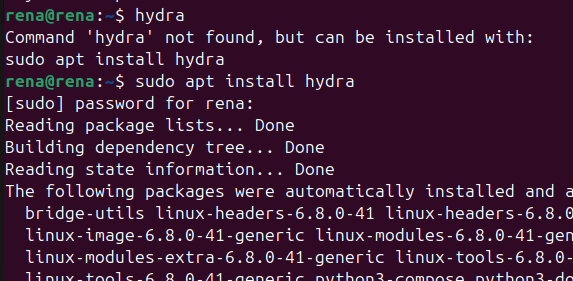 rena@rena:~$ hydra
Command 'hydra' not found, but can be installed with:
sudo apt install hydra
rena@rena:~$ sudo apt install hydra
[sudo] password for rena:
Reading package lists... Done
Building dependency tree... Done
Reading state information... Done
The following packages were automatically installed and a
bridge-utils linux-headers-6.8.0-41 linux-headers-6.8.0
linux-image-6.8.0-41-generic linux-modules-6.8.0-41-gen
linux-modules-extra-6.8.0-41-generic linux-tools-6.8.0
linux-tools-6.8.0-41-generic python3-compose python3-do